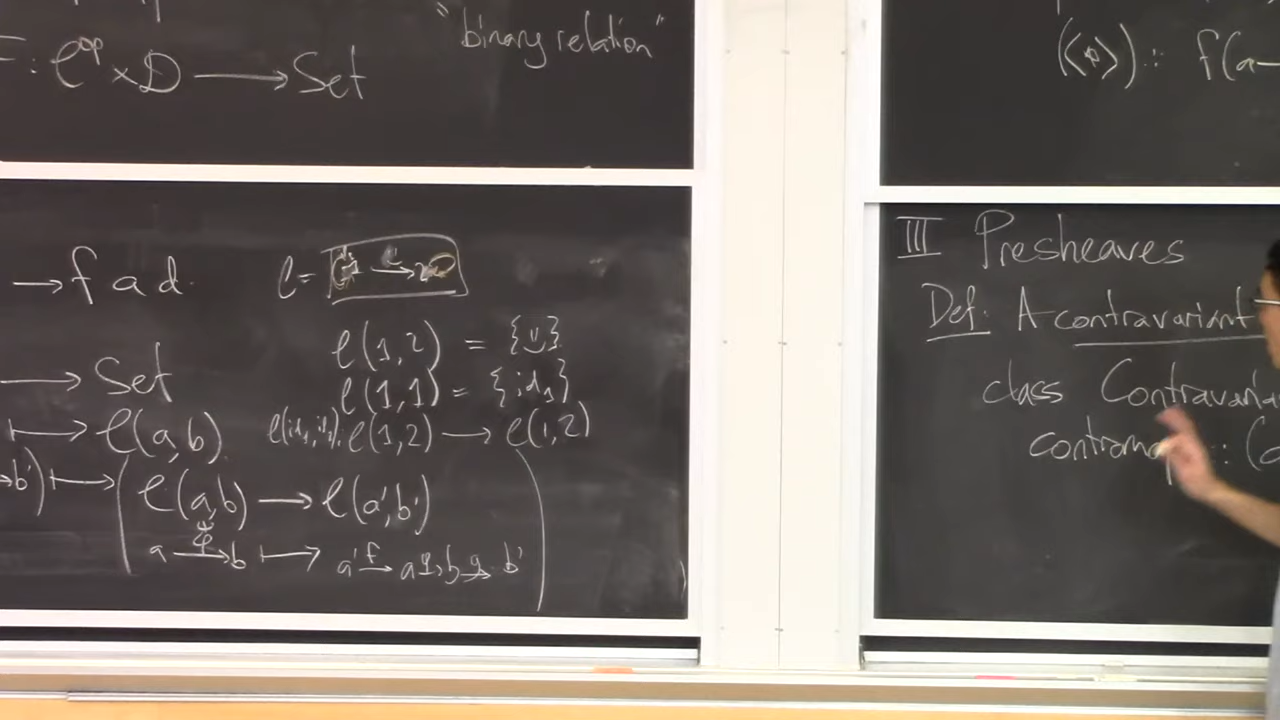 "binary relation"
: C^op × D ⟶ Set
→ f a d.
C = 1 → 2
C(1,2) = {u}
C(1,1) = {id₁}
⟶ Set
⟼ C(a,b)
C(id₁,id₂): C(1,2) ⟶ C(1,2)
b') ⟼ ( C(a,b) ⟶ C(a',b')
a →φ b ⟼ a' →f a →φ b →g b' )
(<$>) :: f(a-
III Presheaves
Def: A contravariant
class Contravaria
contramap :: (a